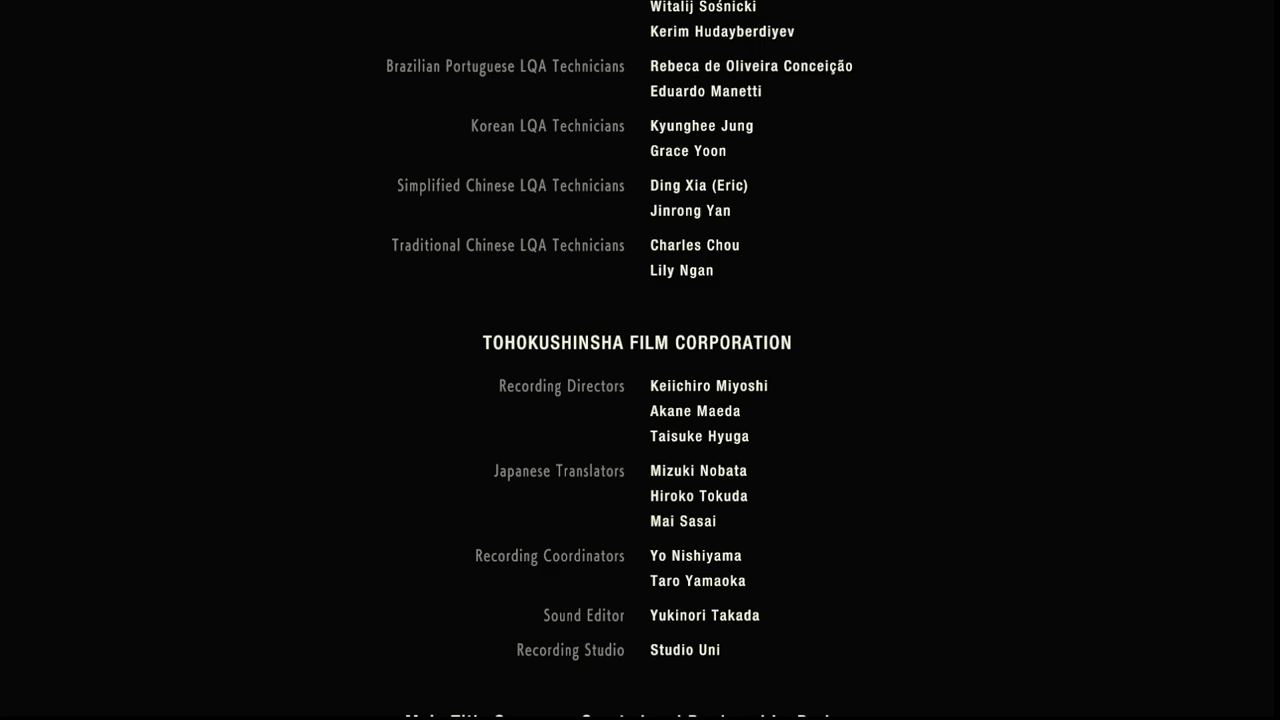 Witalij Sośnicki
Kerim Hudayberdiyev
Brazilian Portuguese LQA Technicians Rebeca de Oliveira Conceição
Eduardo Manetti
Korean LQA Technicians Kyunghee Jung
Grace Yoon
Simplified Chinese LQA Technicians Ding Xia (Eric)
Jinrong Yan
Traditional Chinese LQA Technicians Charles Chou
Lily Ngan
TOHOKUSHINSHA FILM CORPORATION
Recording Directors Keiichiro Miyoshi
Akane Maeda
Taisuke Hyuga
Japanese Translators Mizuki Nobata
Hiroko Tokuda
Mai Sasai
Recording Coordinators Yo Nishiyama
Taro Yamaoka
Sound Editor Yukinori Takada
Recording Studio Studio Uni